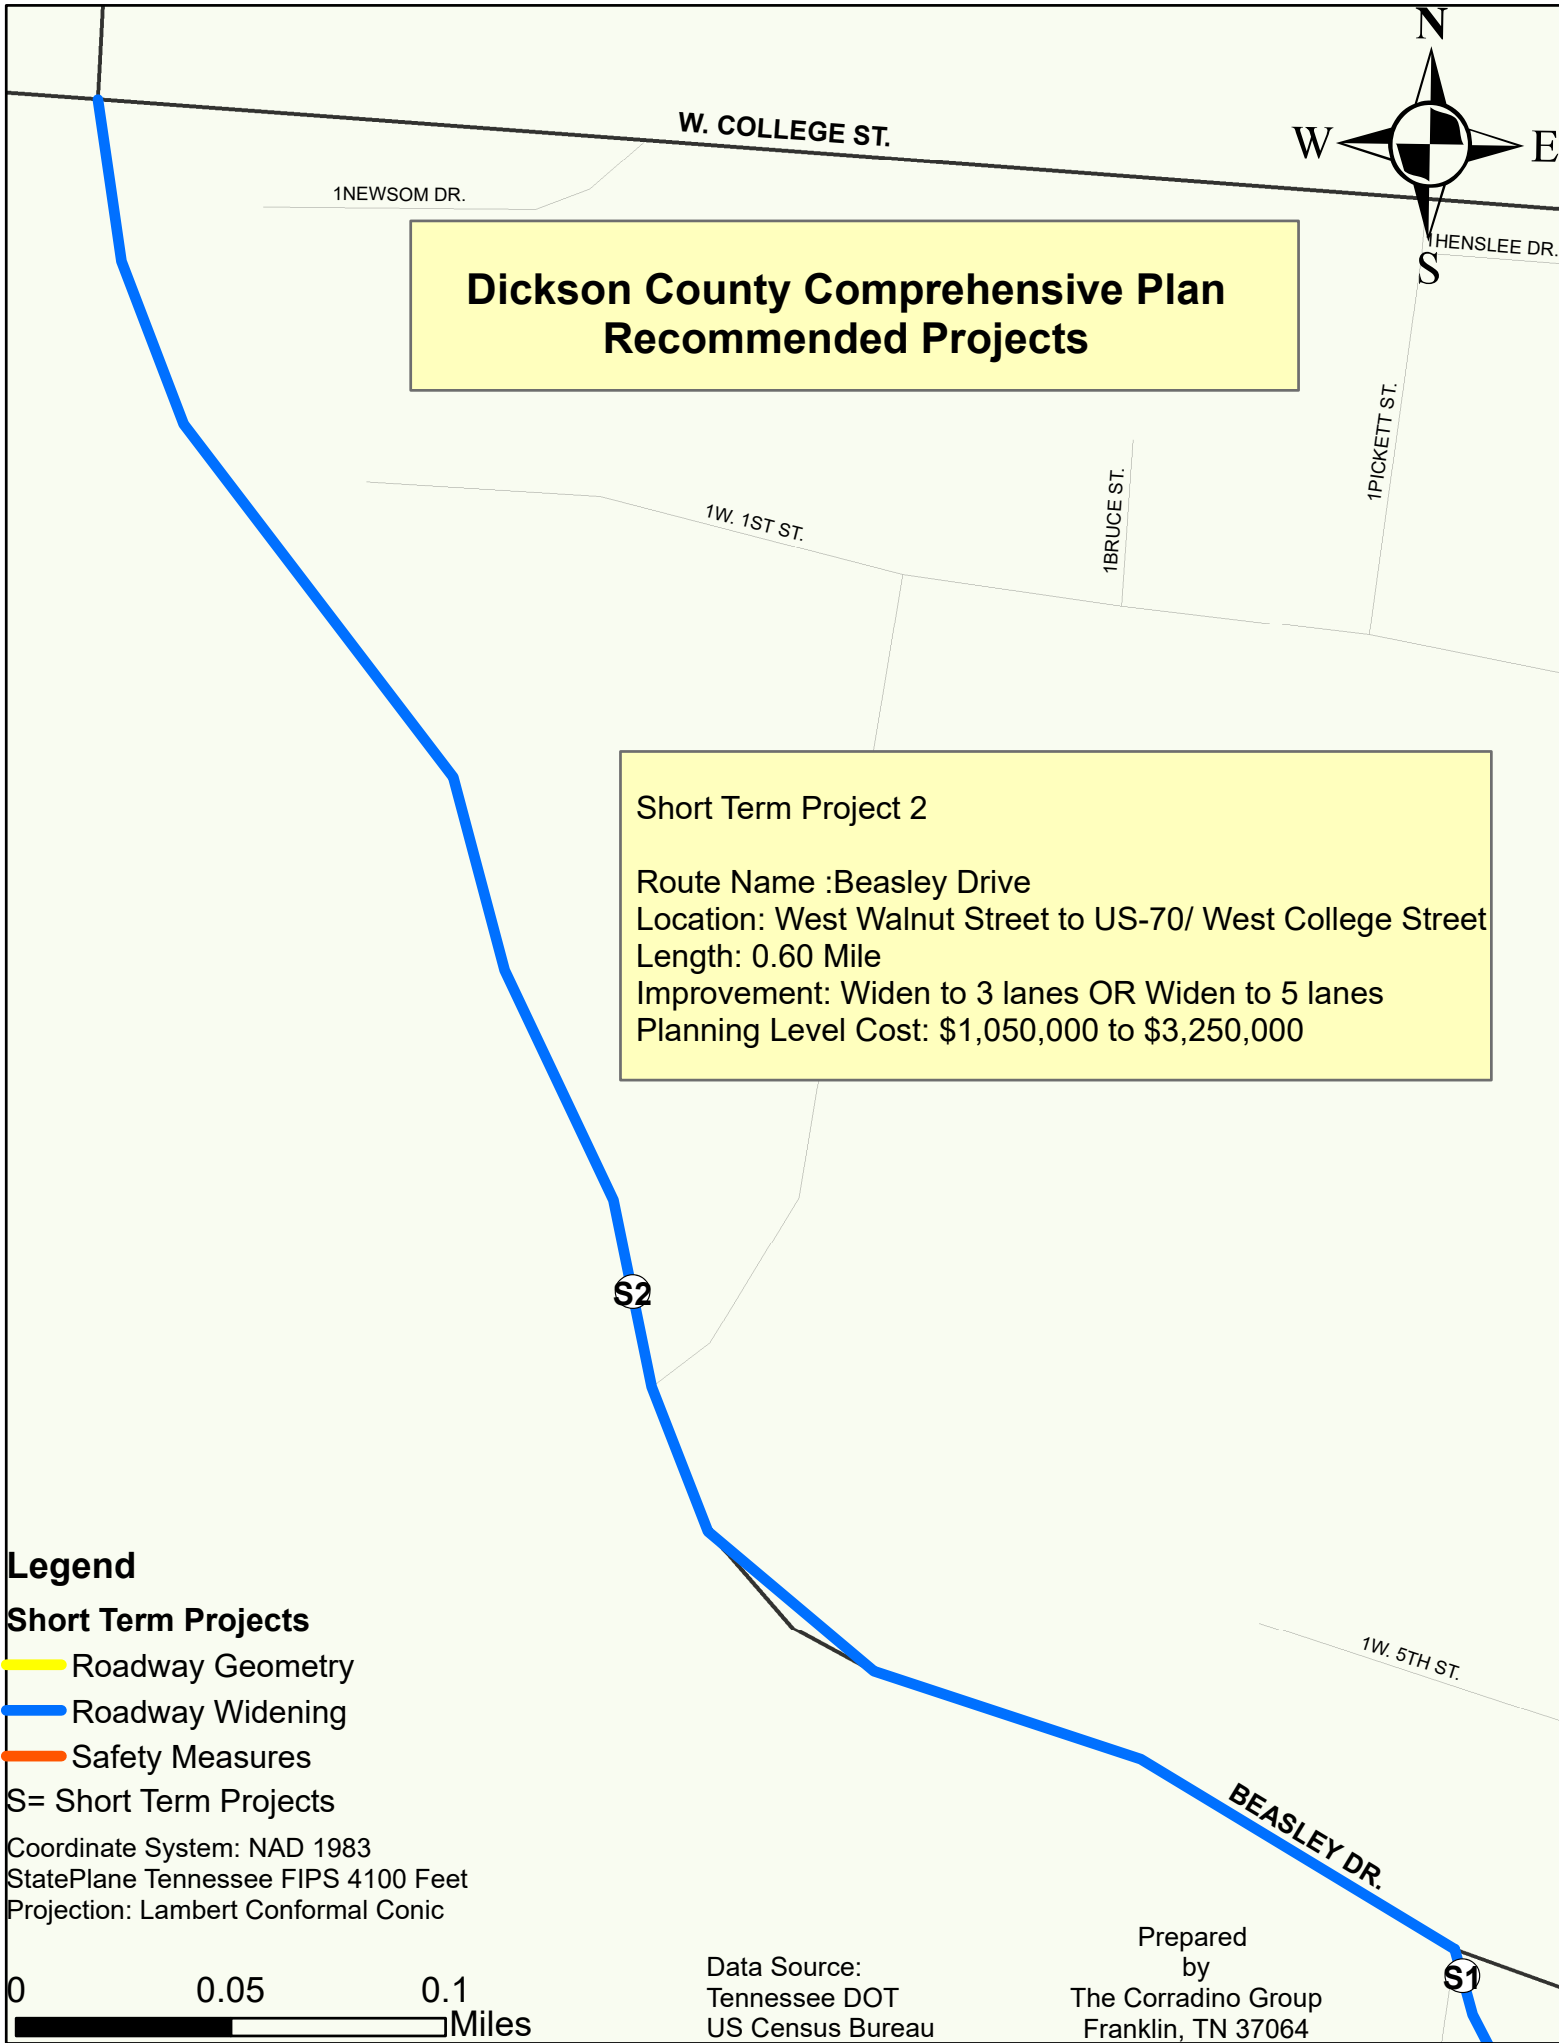 N
W. COLLEGE ST.
W
E
1NEWSOM DR.
1HENSLEE DR.
S
Dickson County Comprehensive Plan
Recommended Projects
1PICKETT ST.
1BRUCE ST.
1W. 1ST ST.
Short Term Project 2
Route Name :Beasley Drive
Location: West Walnut Street to US-70/ West College Street
Length: 0.60 Mile
Improvement: Widen to 3 lanes OR Widen to 5 lanes
Planning Level Cost: $1,050,000 to $3,250,000
S2
Legend
Short Term Projects
Roadway Geometry
Roadway Widening
Safety Measures
S= Short Term Projects
Coordinate System: NAD 1983
StatePlane Tennessee FIPS 4100 Feet
Projection: Lambert Conformal Conic
1W. 5TH ST.
BEASLEY DR.
S1
0 0.05 0.1
Miles
Data Source:
Tennessee DOT
US Census Bureau
Prepared
by
The Corradino Group
Franklin, TN 37064